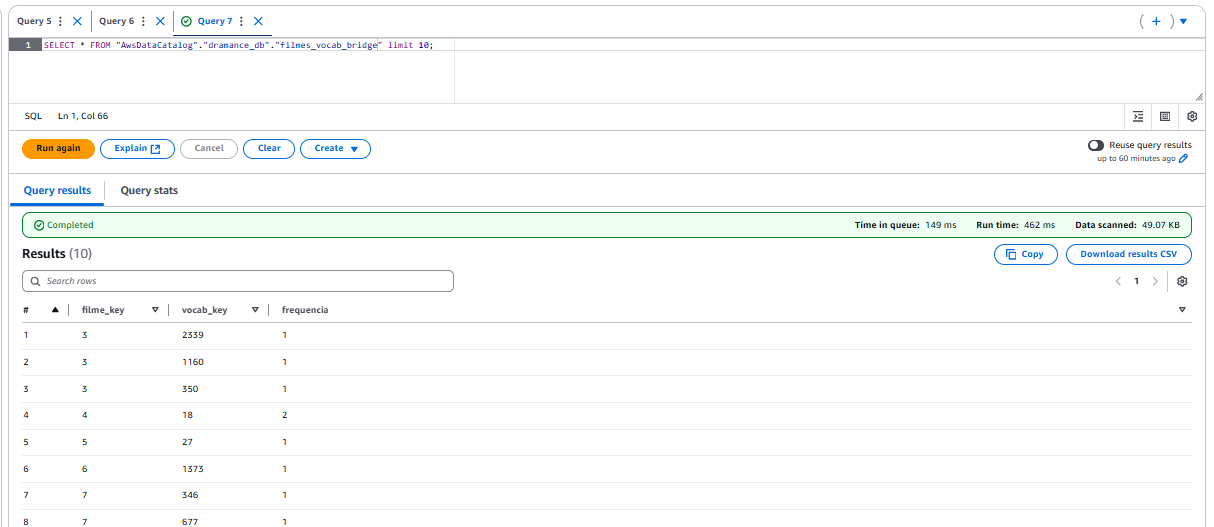 Query 5 Query 6 Query 7
1 SELECT * FROM "AwsDataCatalog"."dramance_db"."filmes_vocab_bridge" limit 10;
SQL Ln 1, Col 66
Run again Explain Cancel Clear Create
Reuse query results
up to 60 minutes ago
Query results Query stats
Completed Time in queue: 149 ms Run time: 462 ms Data scanned: 49.07 KB
Results (10) Copy Download results CSV
Search rows 1
# filme_key vocab_key frequencia
1 3 2339 1
2 3 1160 1
3 3 350 1
4 4 18 2
5 5 27 1
6 6 1373 1
7 7 346 1
8 7 677 1